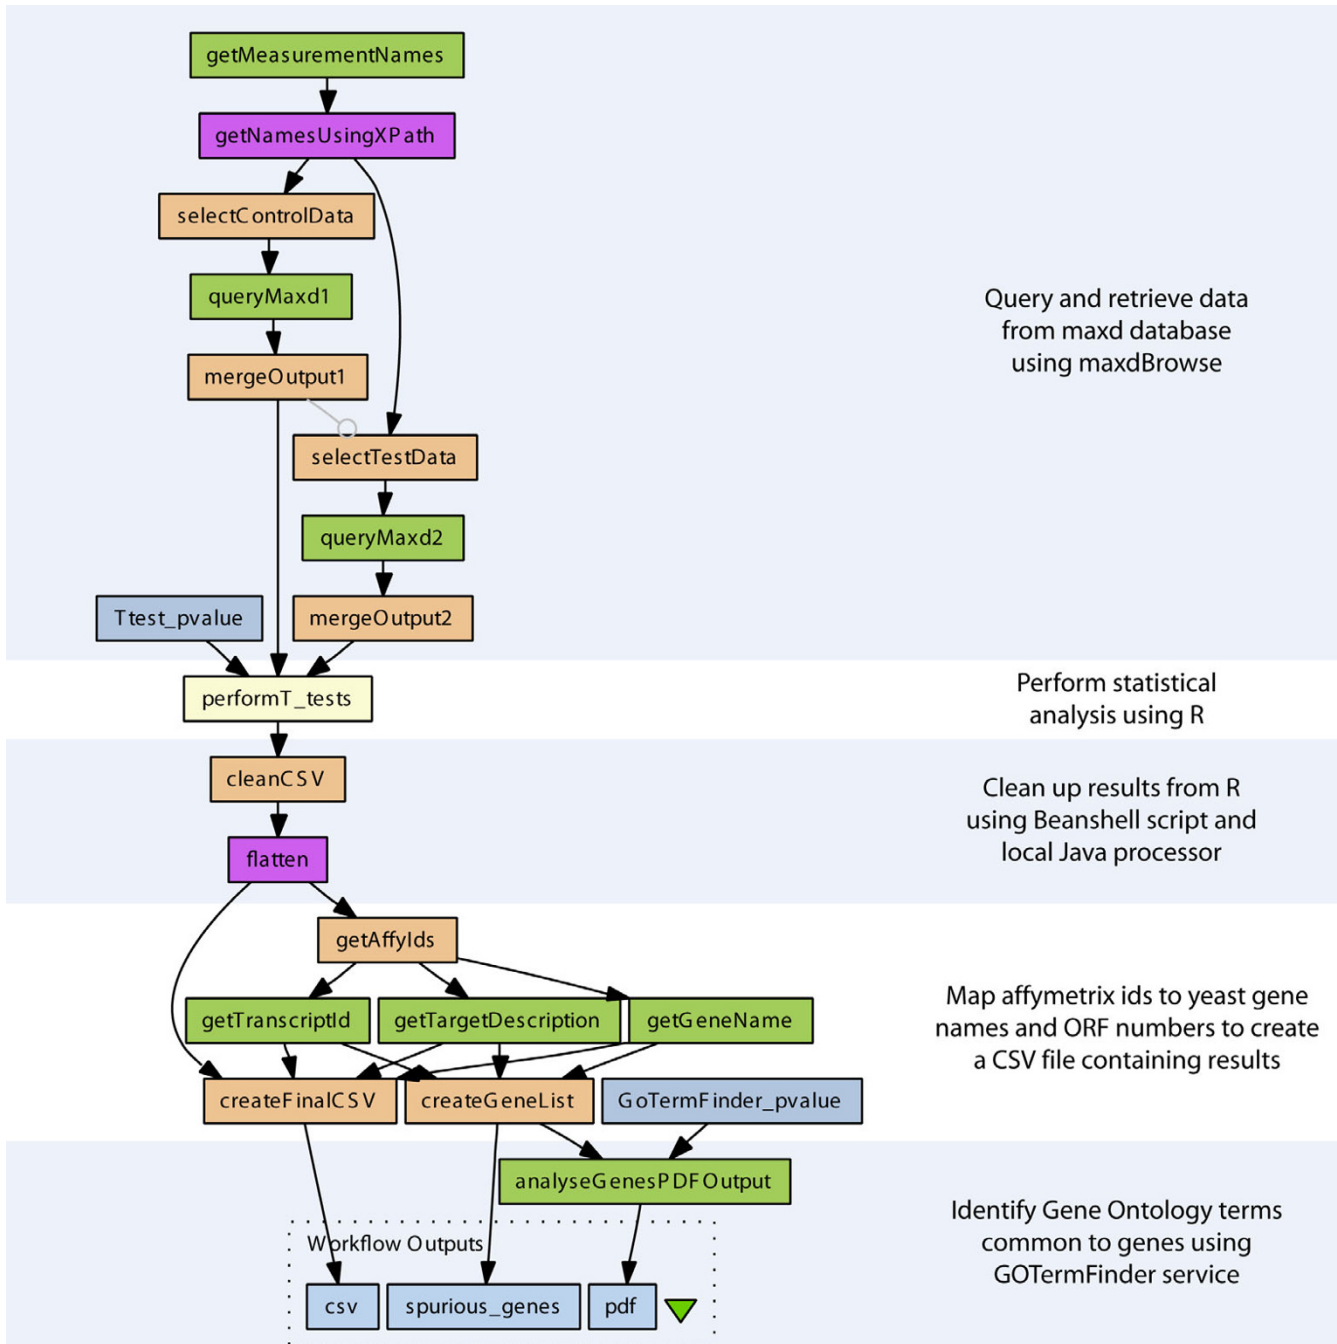 getMeasurementNames
getNamesUsingXPath
selectControlData
queryMaxd1
mergeOutput1
selectTestData
queryMaxd2
Ttest_pvalue
mergeOutput2
Query and retrieve data
from maxd database
using maxdBrowse
performT_tests
Perform statistical
analysis using R
cleanCSV
flatten
Clean up results from R
using Beanshell script and
local Java processor
getAffyIds
getTranscriptId
getTargetDescription
getGeneName
createFinalCSV
createGeneList
GoTermFinder_pvalue
Map affymetrix ids to yeast gene
names and ORF numbers to create
a CSV file containing results
analyseGenesPDFOutput
Workflow Outputs
csv
spurious_genes
pdf
Identify Gene Ontology terms
common to genes using
GOTermFinder service